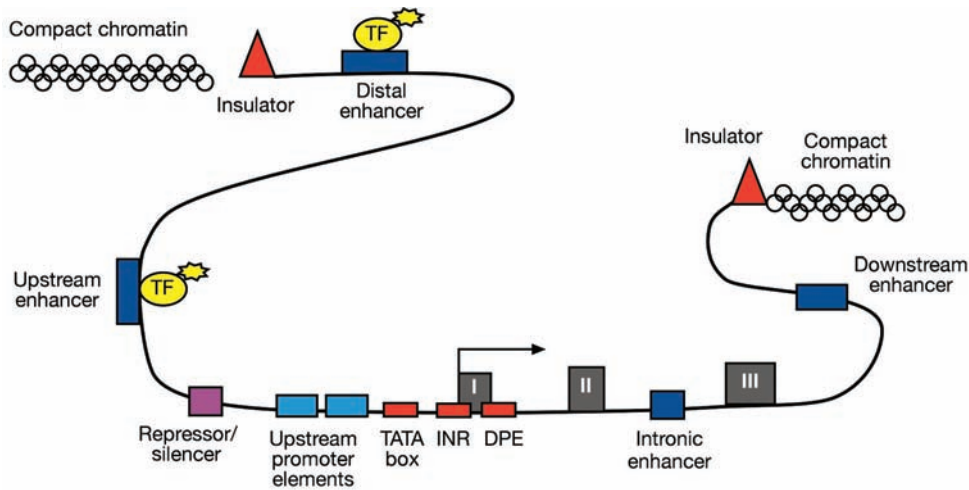 Compact chromatin
TF
Insulator
Distal
enhancer
Insulator
Compact
chromatin
Upstream
enhancer
TF
Downstream
enhancer
I
II
III
Repressor/
silencer
Upstream
promoter
elements
TATA
box
INR
DPE
Intronic
enhancer